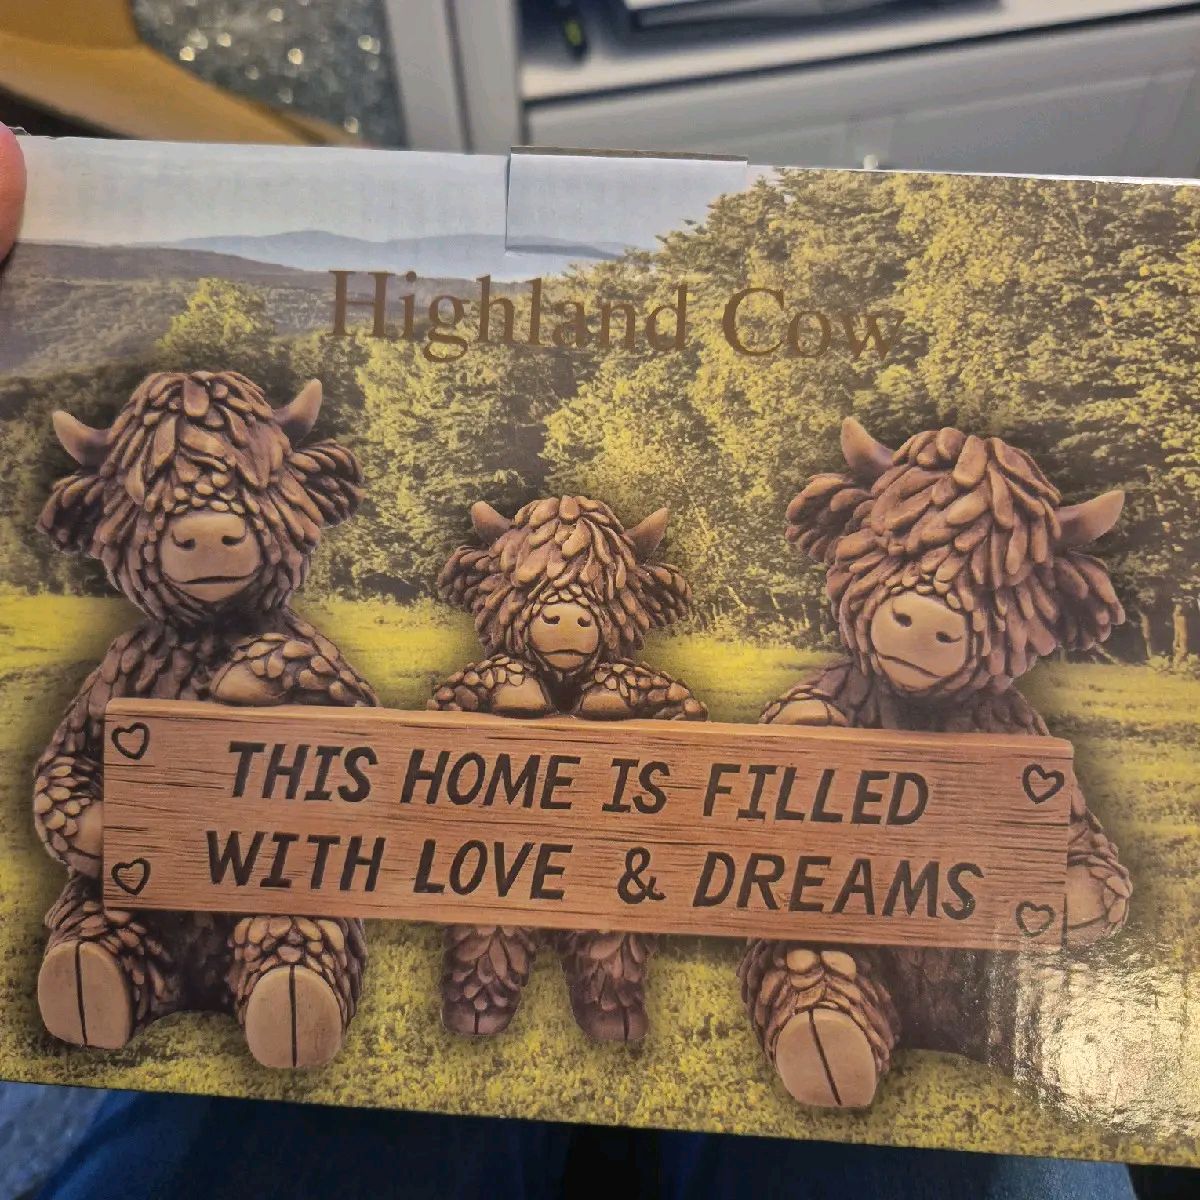 Highland Cow
THIS HOME IS FILLED
WITH LOVE & DREAMS